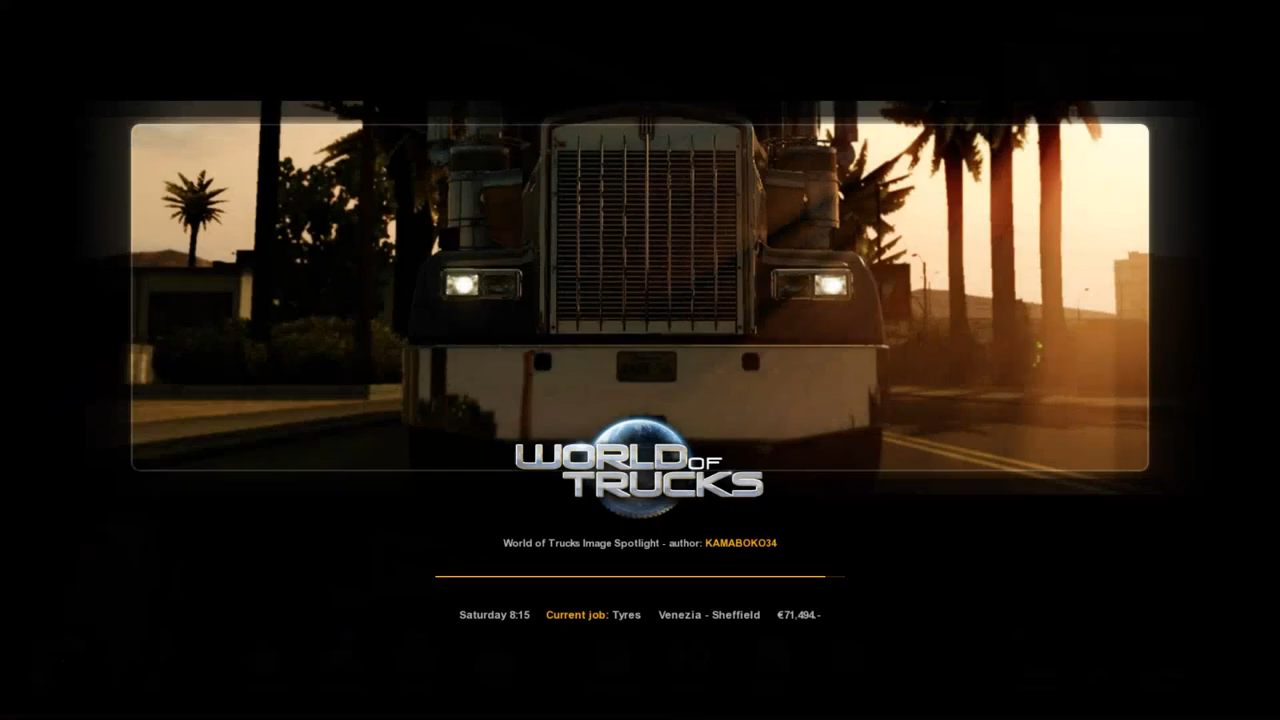 WORLD OF
TRUCKS
World of Trucks Image Spotlight - author: KAMABOKO34
Saturday 8:15 Current job: Tyres Venezia - Sheffield €71,494.-